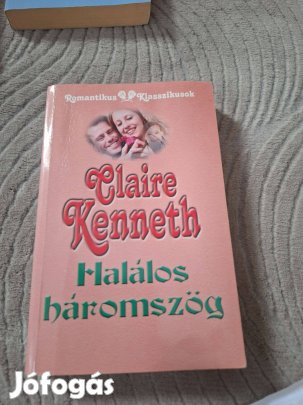 Romantikus Klasszikusok
Claire
Kenneth
Halálos
háromszög
Jófogás